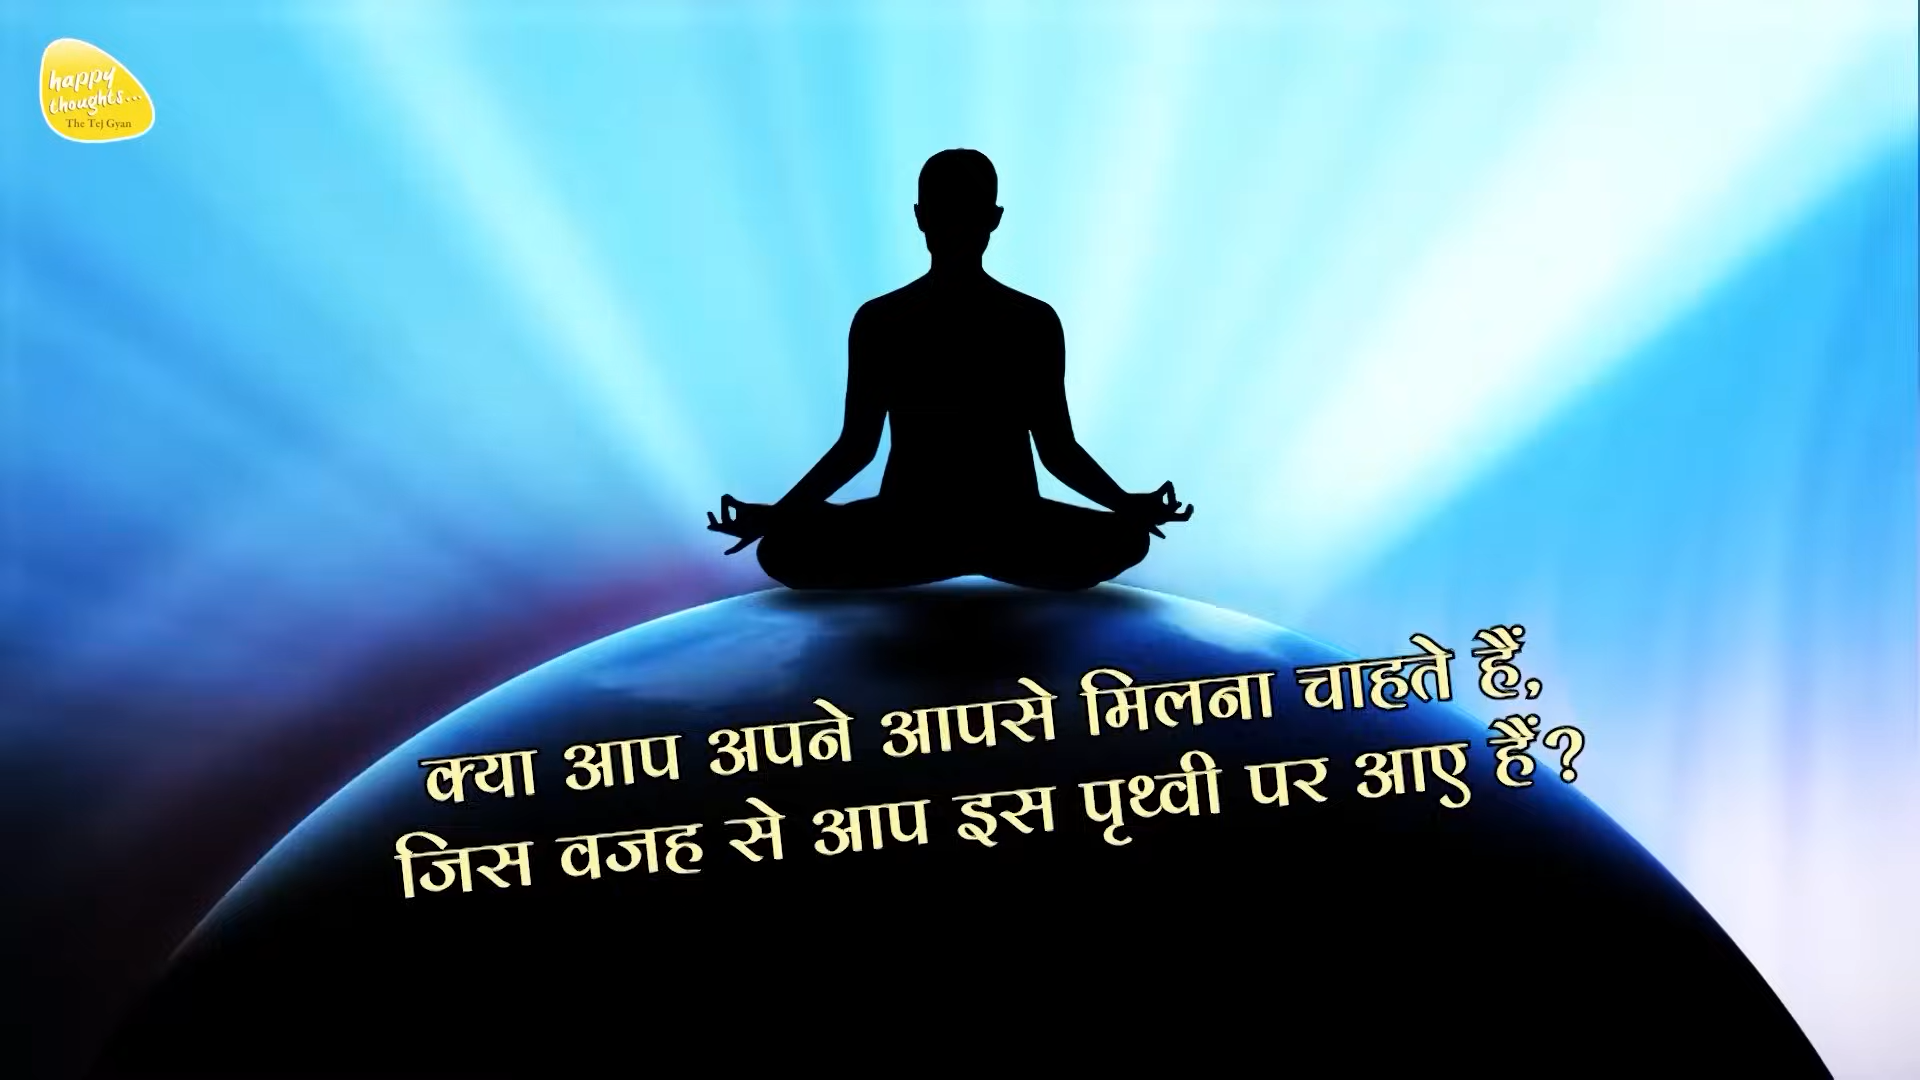 happy
thoughts...
The Tej Gyan
क्या आप अपने आपसे मिलना चाहते हैं,
जिस वजह से आप इस पृथ्वी पर आए हैं?